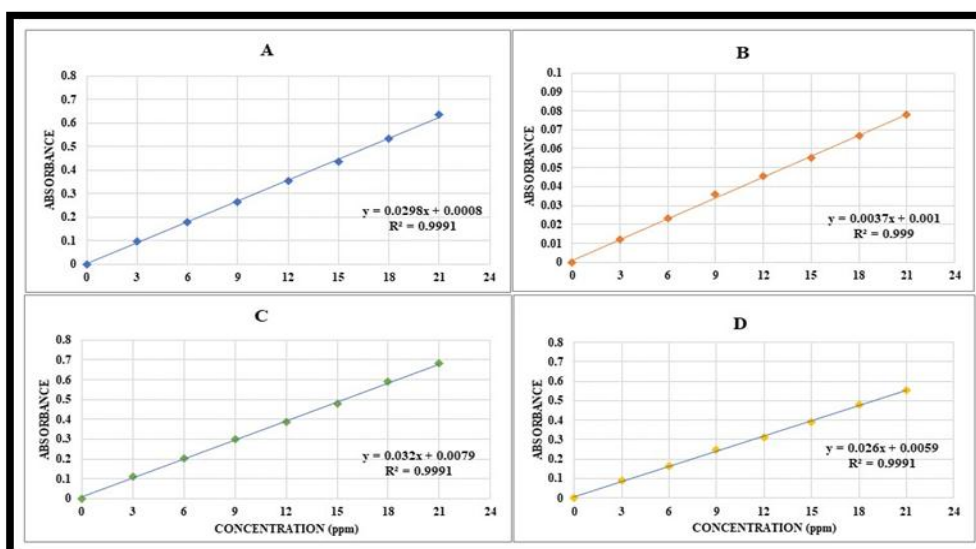 A
0.8
0.7
0.6
0.5
0.4
0.3
0.2
0.1
0
ABSORBANCE
y = 0.0298x + 0.0008
R² = 0.9991
0 3 6 9 12 15 18 21 24
B
0.1
0.09
0.08
0.07
0.06
0.05
0.04
0.03
0.02
0.01
0
ABSORBANCE
y = 0.0037x + 0.001
R² = 0.999
0 3 6 9 12 15 18 21 24
C
0.8
0.7
0.6
0.5
0.4
0.3
0.2
0.1
0
ABSORBANCE
y = 0.032x + 0.0079
R² = 0.9991
0 3 6 9 12 15 18 21 24
CONCENTRATION (ppm)
D
0.8
0.7
0.6
0.5
0.4
0.3
0.2
0.1
0
ABSORBANCE
y = 0.026x + 0.0059
R² = 0.9991
0 3 6 9 12 15 18 21 24
CONCENTRATION (ppm)